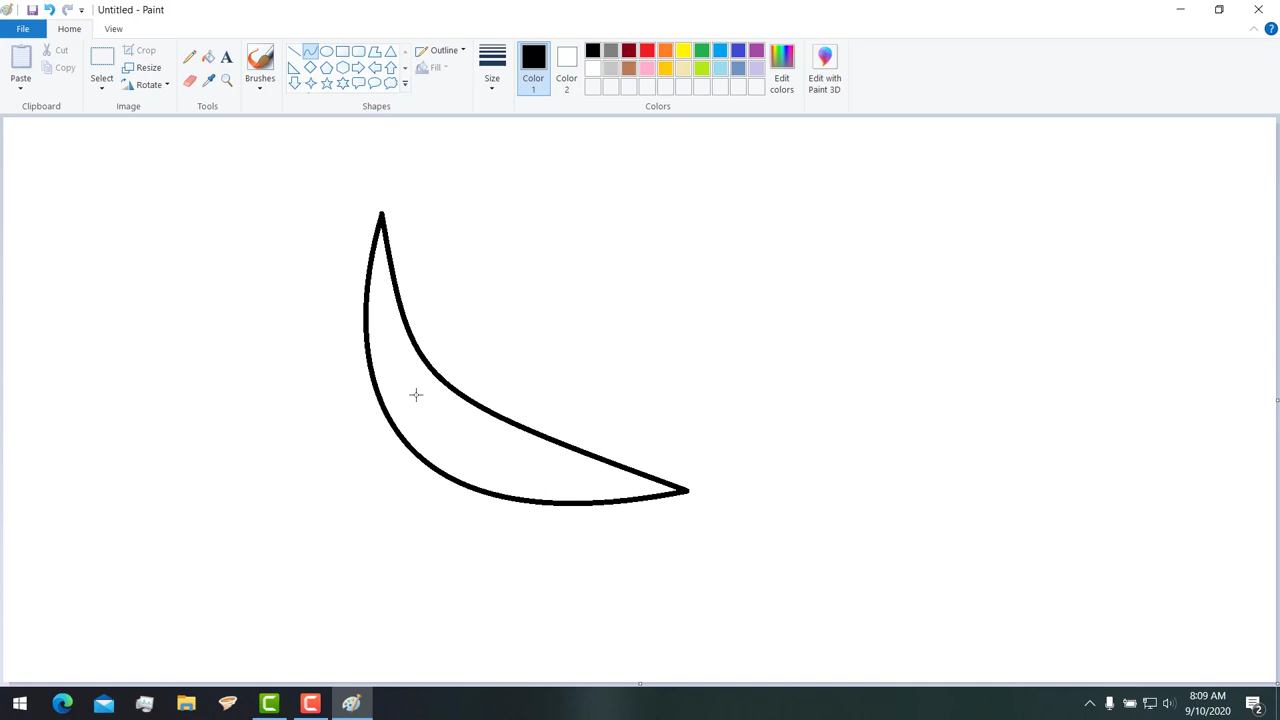 Untitled - Paint
File Home View
Paste
Cut
Copy
Clipboard
Select
Crop
Resize
Rotate
Image
A
Tools
Brushes
Outline
Fill
Shapes
Size
Color 1
Color 2
Edit colors
Colors
Edit with Paint 3D
?
8:09 AM
9/10/2020
2